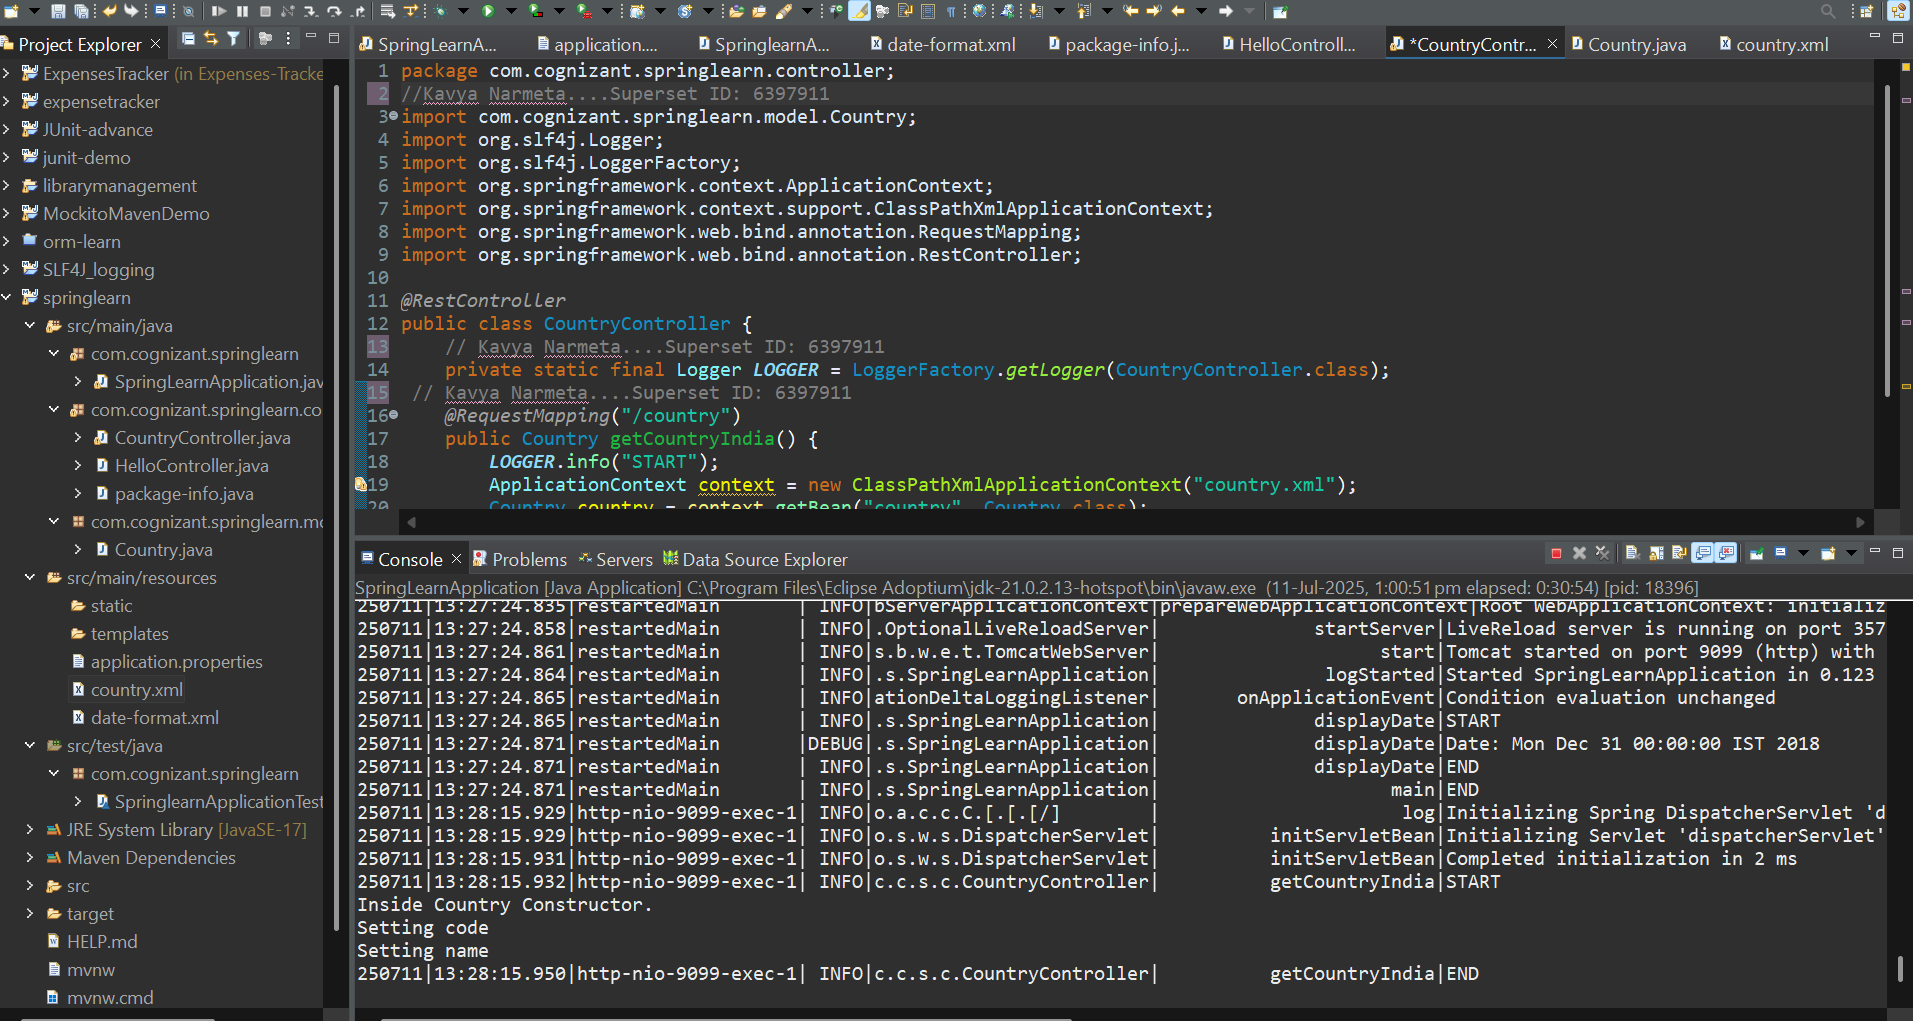 Project Explorer
ExpensesTracker (in Expenses-Tracke
expensetracker
JUnit-advance
junit-demo
librarymanagement
MockitoMavenDemo
orm-learn
SLF4J_logging
springlearn
src/main/java
com.cognizant.springlearn
SpringLearnApplication.jav
com.cognizant.springlearn.co
CountryController.java
HelloController.java
package-info.java
com.cognizant.springlearn.mo
Country.java
src/main/resources
static
templates
application.properties
country.xml
date-format.xml
src/test/java
com.cognizant.springlearn
SpringlearnApplicationTest
JRE System Library [JavaSE-17]
Maven Dependencies
src
target
HELP.md
mvnw
mvnw.cmd
SpringLearnA... application.... SpringlearnA... date-format.xml package-info.j... HelloControll... *CountryContr... Country.java country.xml
1 package com.cognizant.springlearn.controller;
2 //Kavya Narmeta....Superset ID: 6397911
3 import com.cognizant.springlearn.model.Country;
4 import org.slf4j.Logger;
5 import org.slf4j.LoggerFactory;
6 import org.springframework.context.ApplicationContext;
7 import org.springframework.context.support.ClassPathXmlApplicationContext;
8 import org.springframework.web.bind.annotation.RequestMapping;
9 import org.springframework.web.bind.annotation.RestController;
10
11 @RestController
12 public class CountryController {
13 // Kavya Narmeta....Superset ID: 6397911
14 private static final Logger LOGGER = LoggerFactory.getLogger(CountryController.class);
15 // Kavya Narmeta....Superset ID: 6397911
16 @RequestMapping("/country")
17 public Country getCountryIndia() {
18 LOGGER.info("START");
19 ApplicationContext context = new ClassPathXmlApplicationContext("country.xml");
20 Country country = context.getBean("country", Country.class);
Console Problems Servers Data Source Explorer
SpringLearnApplication [Java Application] C:\Program Files\Eclipse Adoptium\jdk-21.0.2.13-hotspot\bin\javaw.exe (11-Jul-2025, 1:00:51 pm elapsed: 0:30:54) [pid: 18396]
250711|13:27:24.835|restartedMain | INFO|bServerApplicationContext|prepareWebApplicationContext|Root WebApplicationContext: initializ
250711|13:27:24.858|restartedMain | INFO|.OptionalLiveReloadServer| startServer|LiveReload server is running on port 357
250711|13:27:24.861|restartedMain | INFO|s.b.w.e.t.TomcatWebServer| start|Tomcat started on port 9099 (http) with
250711|13:27:24.864|restartedMain | INFO|.s.SpringLearnApplication| logStarted|Started SpringLearnApplication in 0.123
250711|13:27:24.865|restartedMain | INFO|ationDeltaLoggingListener| onApplicationEvent|Condition evaluation unchanged
250711|13:27:24.865|restartedMain | INFO|.s.SpringLearnApplication| displayDate|START
250711|13:27:24.871|restartedMain |DEBUG|.s.SpringLearnApplication| displayDate|Date: Mon Dec 31 00:00:00 IST 2018
250711|13:27:24.871|restartedMain | INFO|.s.SpringLearnApplication| displayDate|END
250711|13:27:24.871|restartedMain | INFO|.s.SpringLearnApplication| main|END
250711|13:28:15.929|http-nio-9099-exec-1| INFO|o.a.c.c.C.[.[.[/] | log|Initializing Spring DispatcherServlet 'd
250711|13:28:15.929|http-nio-9099-exec-1| INFO|o.s.w.s.DispatcherServlet| initServletBean|Initializing Servlet 'dispatcherServlet'
250711|13:28:15.931|http-nio-9099-exec-1| INFO|o.s.w.s.DispatcherServlet| initServletBean|Completed initialization in 2 ms
250711|13:28:15.932|http-nio-9099-exec-1| INFO|c.c.s.c.CountryController| getCountryIndia|START
Inside Country Constructor.
Setting code
Setting name
250711|13:28:15.950|http-nio-9099-exec-1| INFO|c.c.s.c.CountryController| getCountryIndia|END